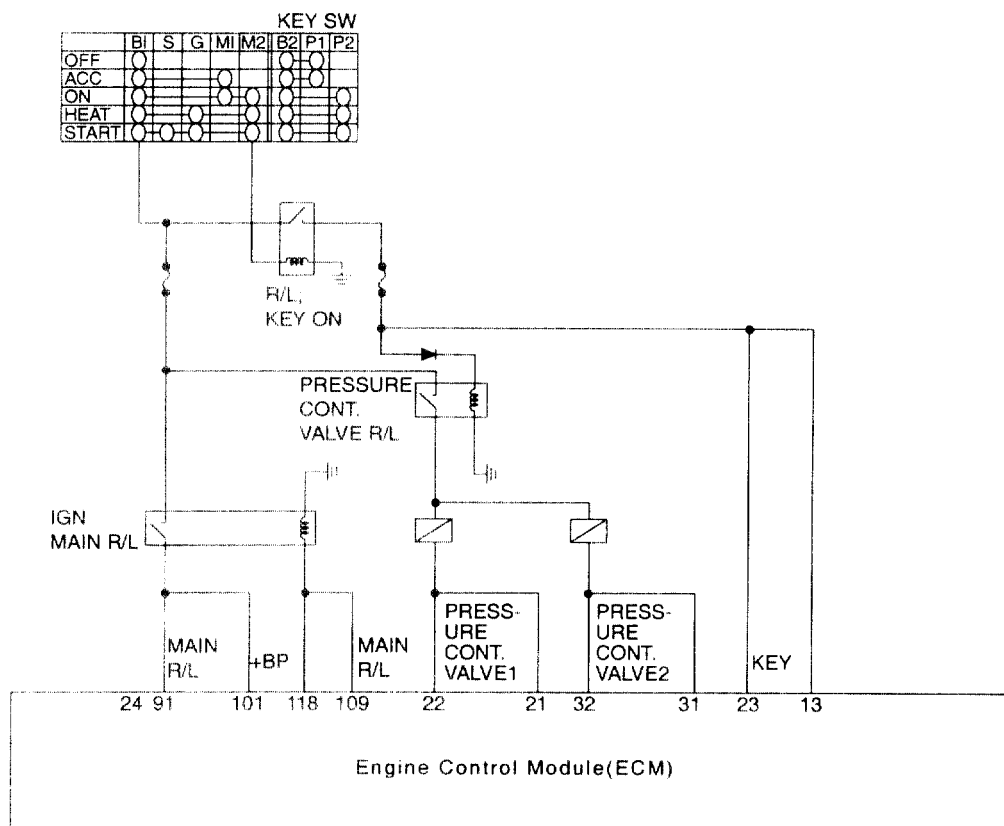 KEY SW
BI S G MI M2 B2 P1 P2
OFF
ACC
ON
HEAT
START
R/L;
KEY ON
PRESSURE
CONT.
VALVE R/L
IGN
MAIN R/L
MAIN
R/L
+BP
MAIN
R/L
PRESS-
URE
CONT.
VALVE1
PRESS-
URE
CONT.
VALVE2
KEY
24 91 101 118 109 22 21 32 31 23 13
Engine Control Module(ECM)